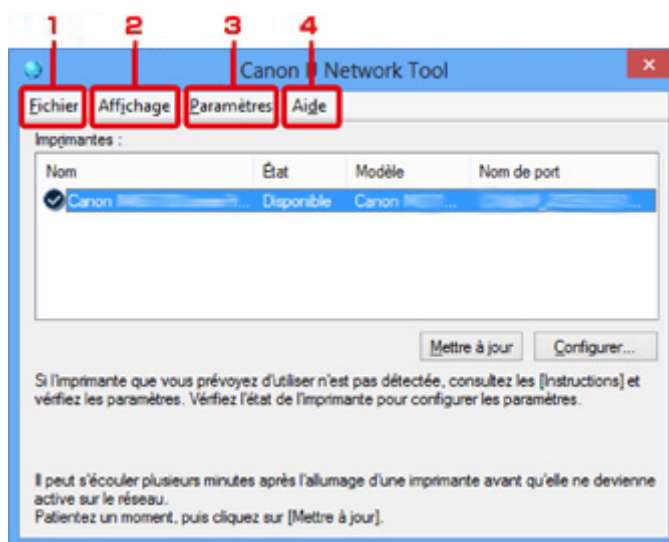 1 2 3 4
Canon IJ Network Tool
Fichier Affichage Paramètres Aide
Imprimantes :
Nom État Modèle Nom de port
Canon ... Disponible Canon ... ...
Mettre à jour Configurer...
Si l'imprimante que vous prévoyez d'utiliser n'est pas détectée, consultez les [Instructions] et
vérifiez les paramètres. Vérifiez l'état de l'imprimante pour configurer les paramètres.
Il peut s'écouler plusieurs minutes après l'allumage d'une imprimante avant qu'elle ne devienne
active sur le réseau.
Patientez un moment, puis cliquez sur [Mettre à jour].